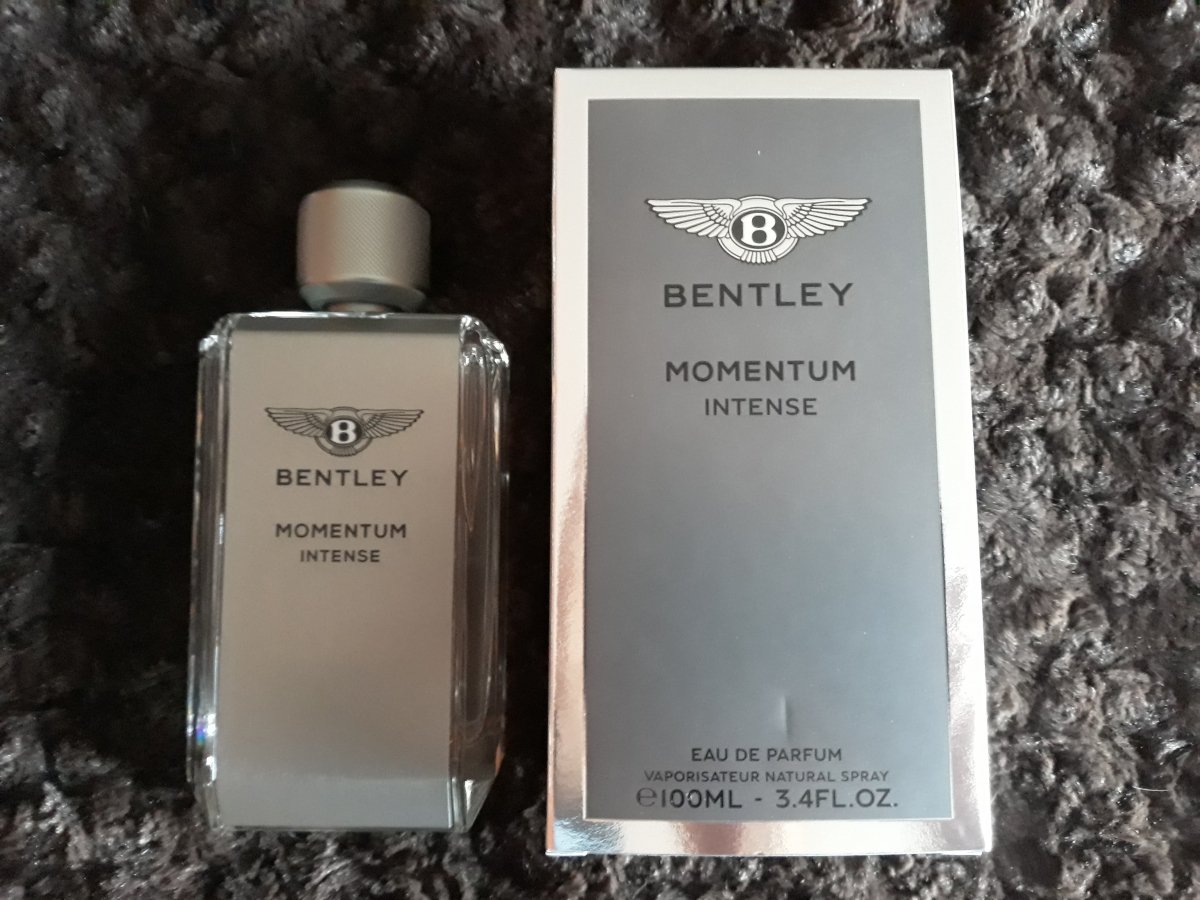 B
BENTLEY
MOMENTUM
INTENSE
B
BENTLEY
MOMENTUM
INTENSE
EAU DE PARFUM
VAPORISATEUR NATURAL SPRAY
℮100ML - 3.4FL.OZ.